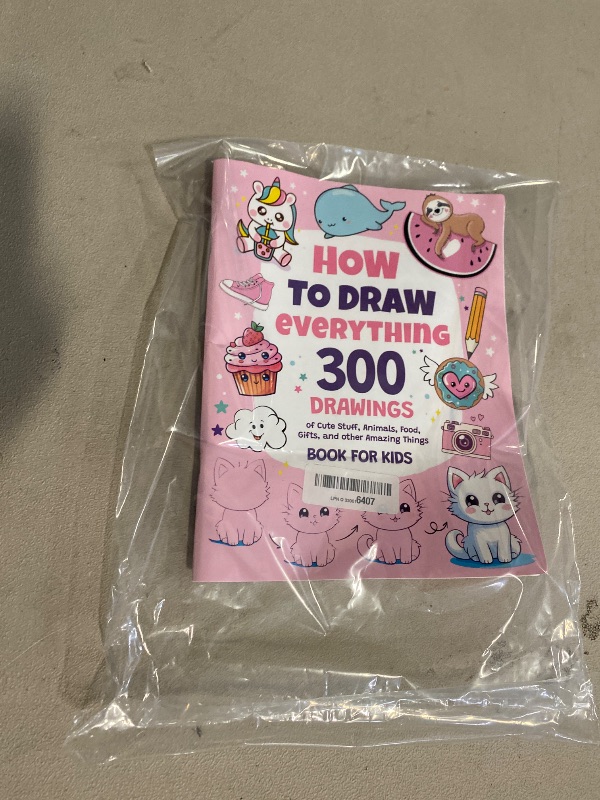 HOW
TO DRAW
everything
300
DRAWINGS
of Cute Stuff, Animals, Food,
Gifts, and other Amazing Things
BOOK FOR KIDS
6407